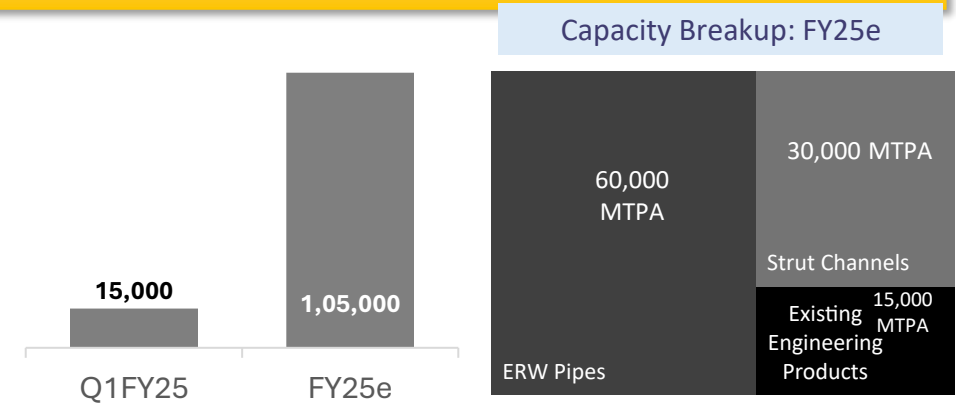 Capacity Breakup: FY25e
15,000
1,05,000
Q1FY25
FY25e
60,000
MTPA
ERW Pipes
30,000 MTPA
Strut Channels
Existing
Engineering
Products
15,000
MTPA